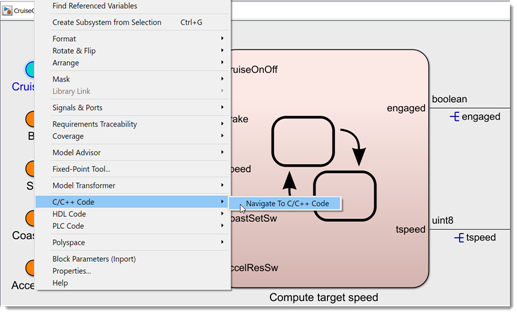 CruiseO
Find Referenced Variables
Create Subsystem from Selection Ctrl+G
Format
Rotate & Flip
Arrange
Mask
Library Link
Signals & Ports
Requirements Traceability
Coverage
Model Advisor
Fixed-Point Tool...
Model Transformer
C/C++ Code
HDL Code
PLC Code
Polyspace
Block Parameters (Inport)
Properties...
Help
Navigate To C/C++ Code
Cruis
B
S
Coas
Acce
ruiseOnOff
rake
peed
oastSetSw
AccelResSw
engaged
tspeed
boolean
engaged
uint8
tspeed
Compute target speed